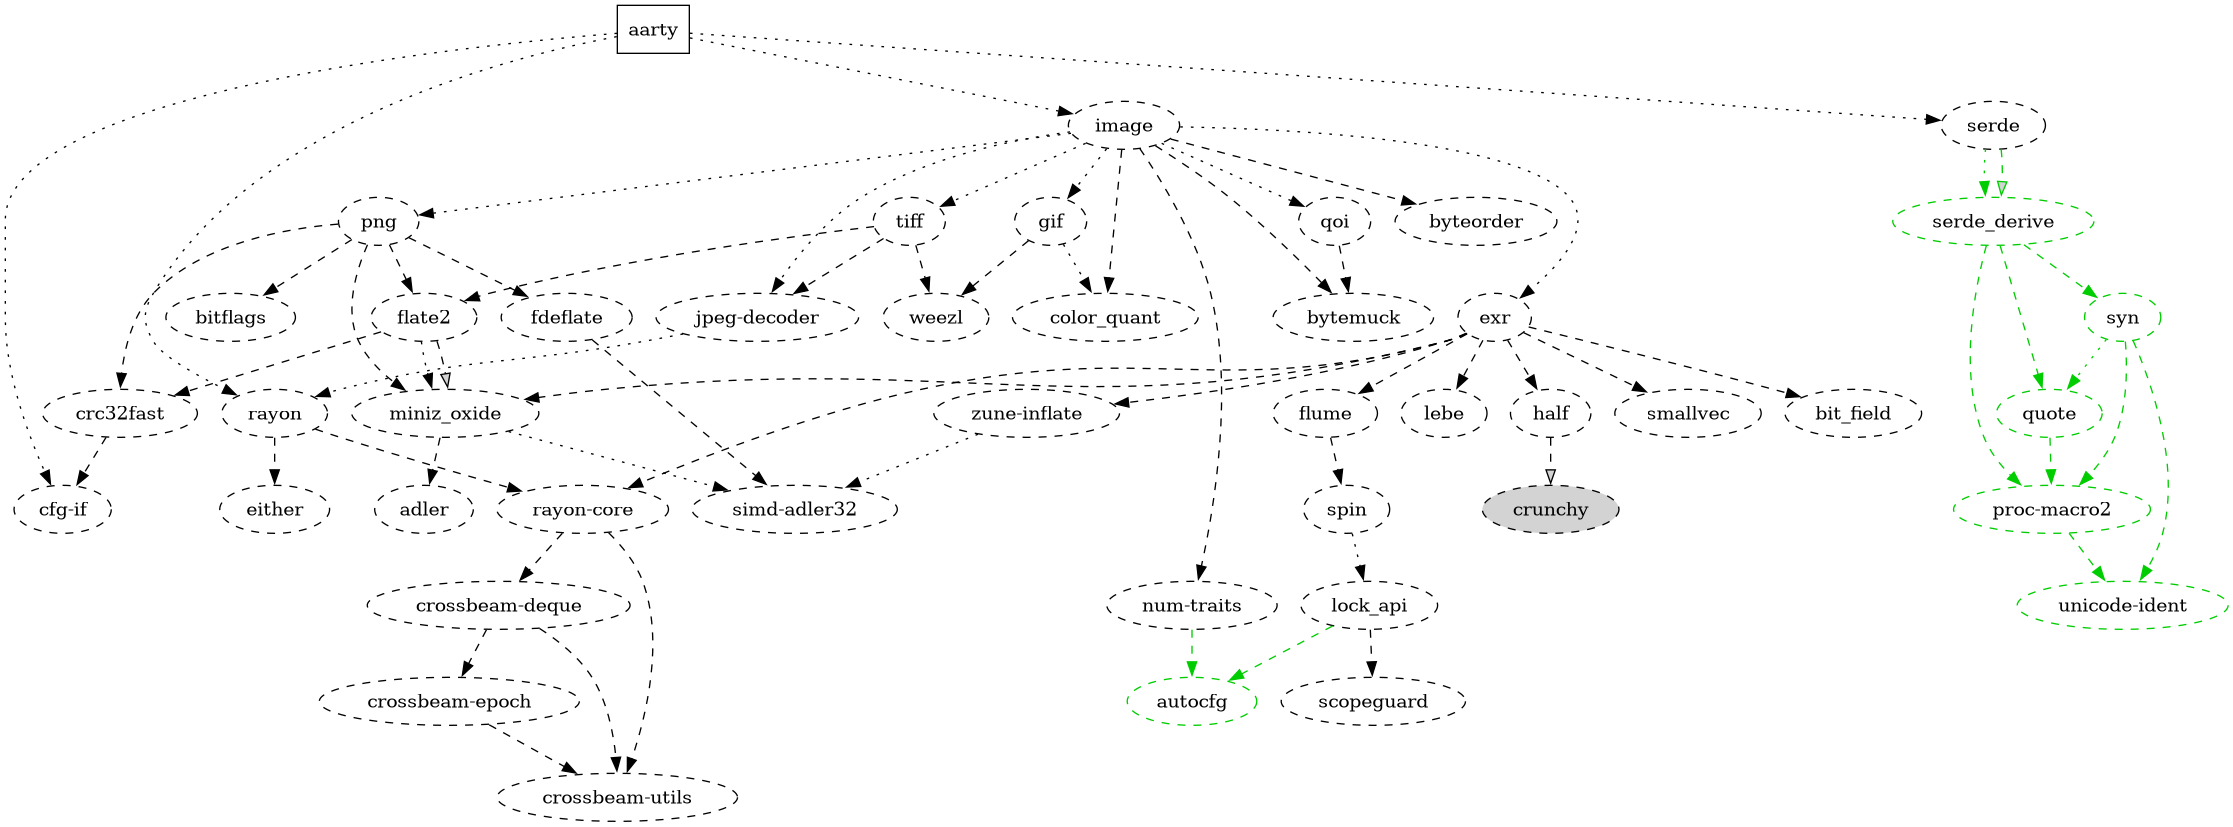 aarty
image
serde
png
tiff
gif
qoi
byteorder
serde_derive
bitflags
flate2
fdeflate
jpeg-decoder
weezl
color_quant
bytemuck
exr
syn
crc32fast
rayon
miniz_oxide
zune-inflate
flume
lebe
half
smallvec
bit_field
quote
cfg-if
either
adler
rayon-core
simd-adler32
spin
crunchy
proc-macro2
crossbeam-deque
num-traits
lock_api
unicode-ident
crossbeam-epoch
autocfg
scopeguard
crossbeam-utils